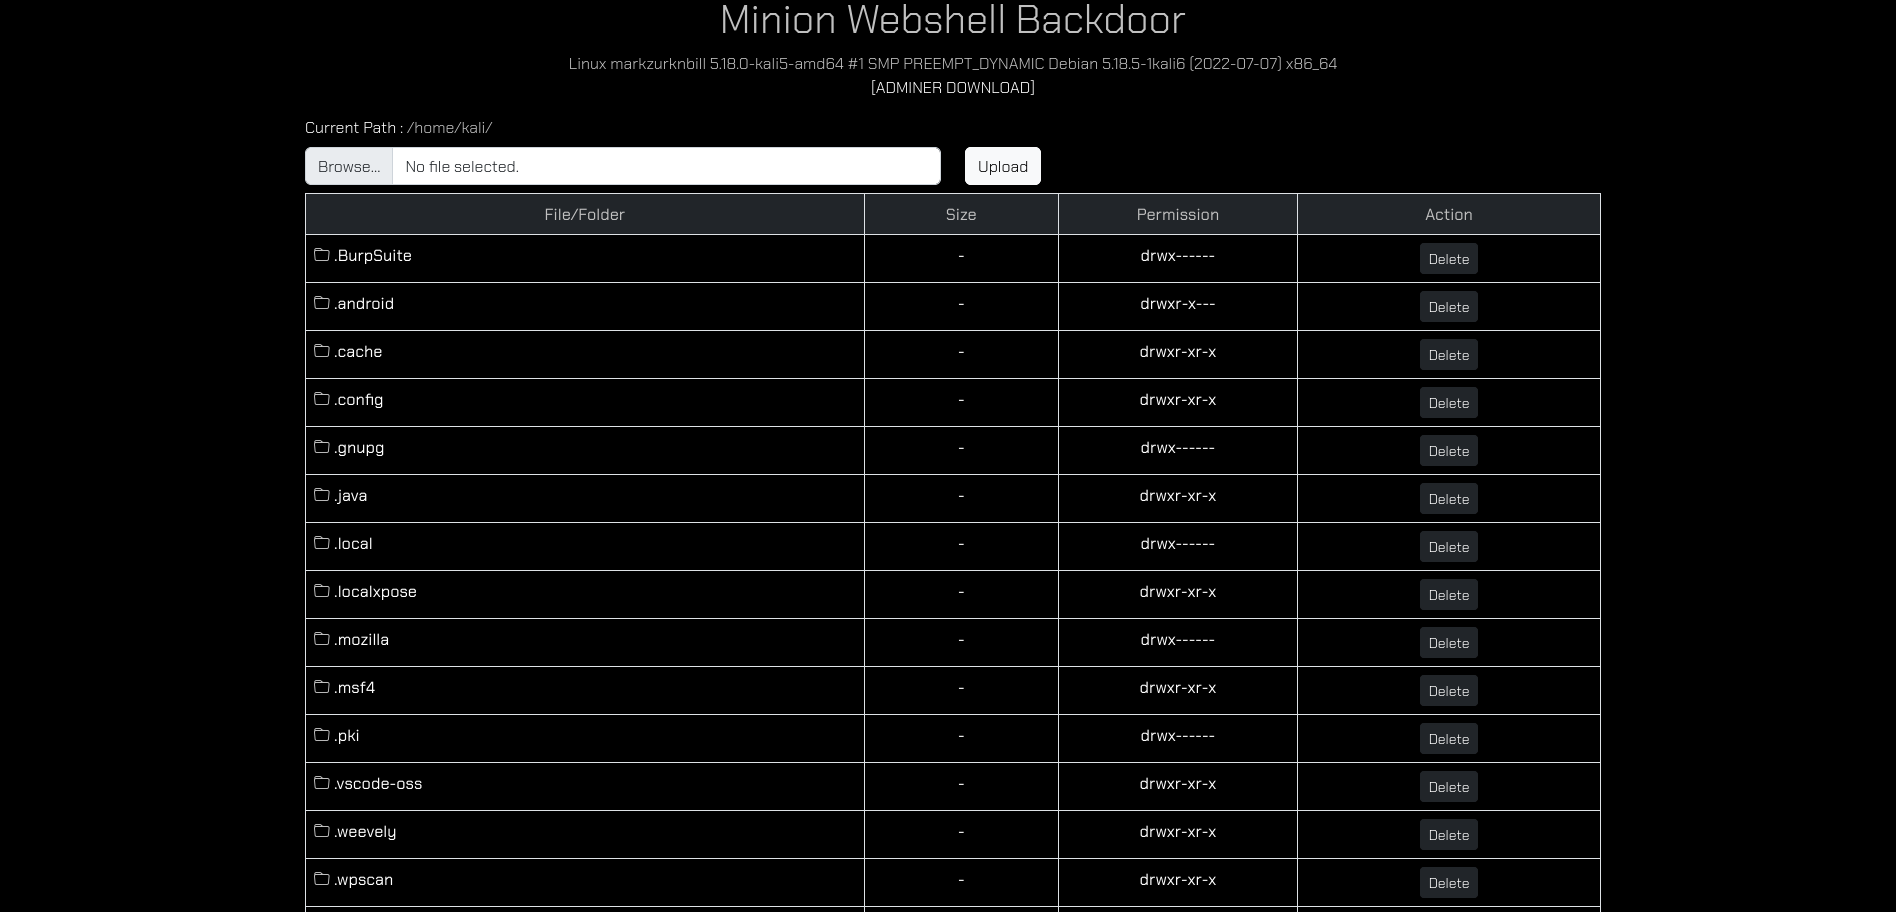 Minion Webshell Backdoor
Linux markzurknbill 5.18.0-kali5-amd64 #1 SMP PREEMPT_DYNAMIC Debian 5.18.5-1kali6 (2022-07-07) x86_64
[ADMINER DOWNLOAD]
Current Path : /home/kali/
Browse... No file selected. Upload
File/Folder Size Permission Action
.BurpSuite - drwx------ Delete
.android - drwxr-x--- Delete
.cache - drwxr-xr-x Delete
.config - drwxr-xr-x Delete
.gnupg - drwx------ Delete
.java - drwxr-xr-x Delete
.local - drwx------ Delete
.localxpose - drwxr-xr-x Delete
.mozilla - drwx------ Delete
.msf4 - drwxr-xr-x Delete
.pki - drwx------ Delete
.vscode-oss - drwxr-xr-x Delete
.weevely - drwxr-xr-x Delete
.wpscan - drwxr-xr-x Delete